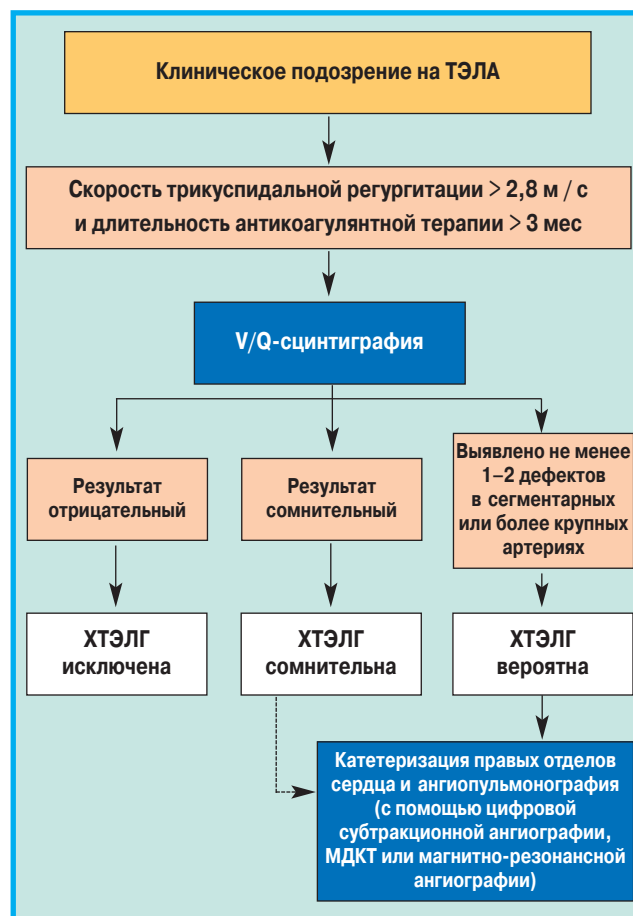 Клиническое подозрение на ТЭЛА
Скорость трикуспидальной регургитации > 2,8 м / с
и длительность антикоагулянтной терапии > 3 мес
V/Q-сцинтиграфия
Результат
отрицательный
Результат
сомнительный
Выявлено не менее
1–2 дефектов
в сегментарных
или более крупных
артериях
ХТЭЛГ
исключена
ХТЭЛГ
сомнительна
ХТЭЛГ
вероятна
Катетеризация правых отделов
сердца и ангиопульмонография
(с помощью цифровой
субтракционной ангиографии,
МДКТ или магнитно-резонансной
ангиографии)